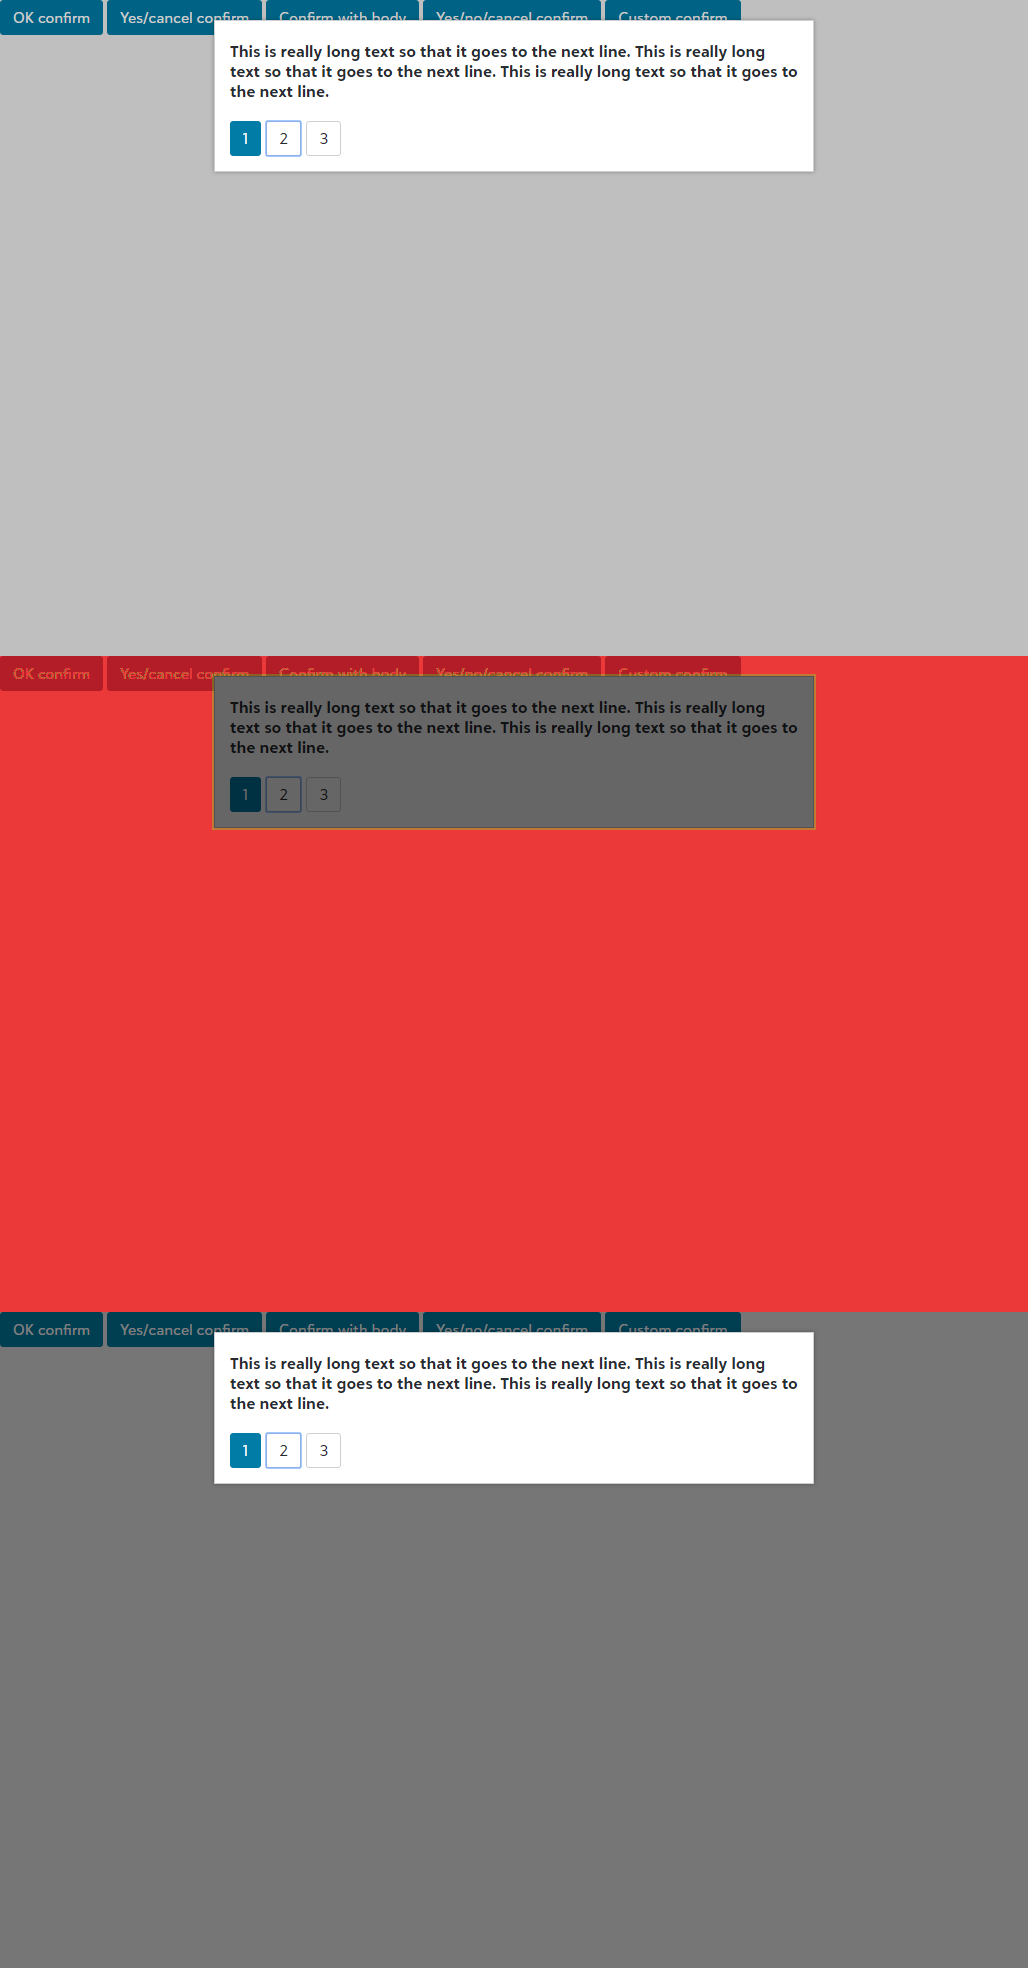 OK confirm Yes/cancel confirm Confirm with body Yes/no/cancel confirm Custom confirm
This is really long text so that it goes to the next line. This is really long
text so that it goes to the next line. This is really long text so that it goes to
the next line.
1 2 3
OK confirm Yes/cancel confirm Confirm with body Yes/no/cancel confirm Custom confirm
This is really long text so that it goes to the next line. This is really long
text so that it goes to the next line. This is really long text so that it goes to
the next line.
1 2 3
OK confirm Yes/cancel confirm Confirm with body Yes/no/cancel confirm Custom confirm
This is really long text so that it goes to the next line. This is really long
text so that it goes to the next line. This is really long text so that it goes to
the next line.
1 2 3